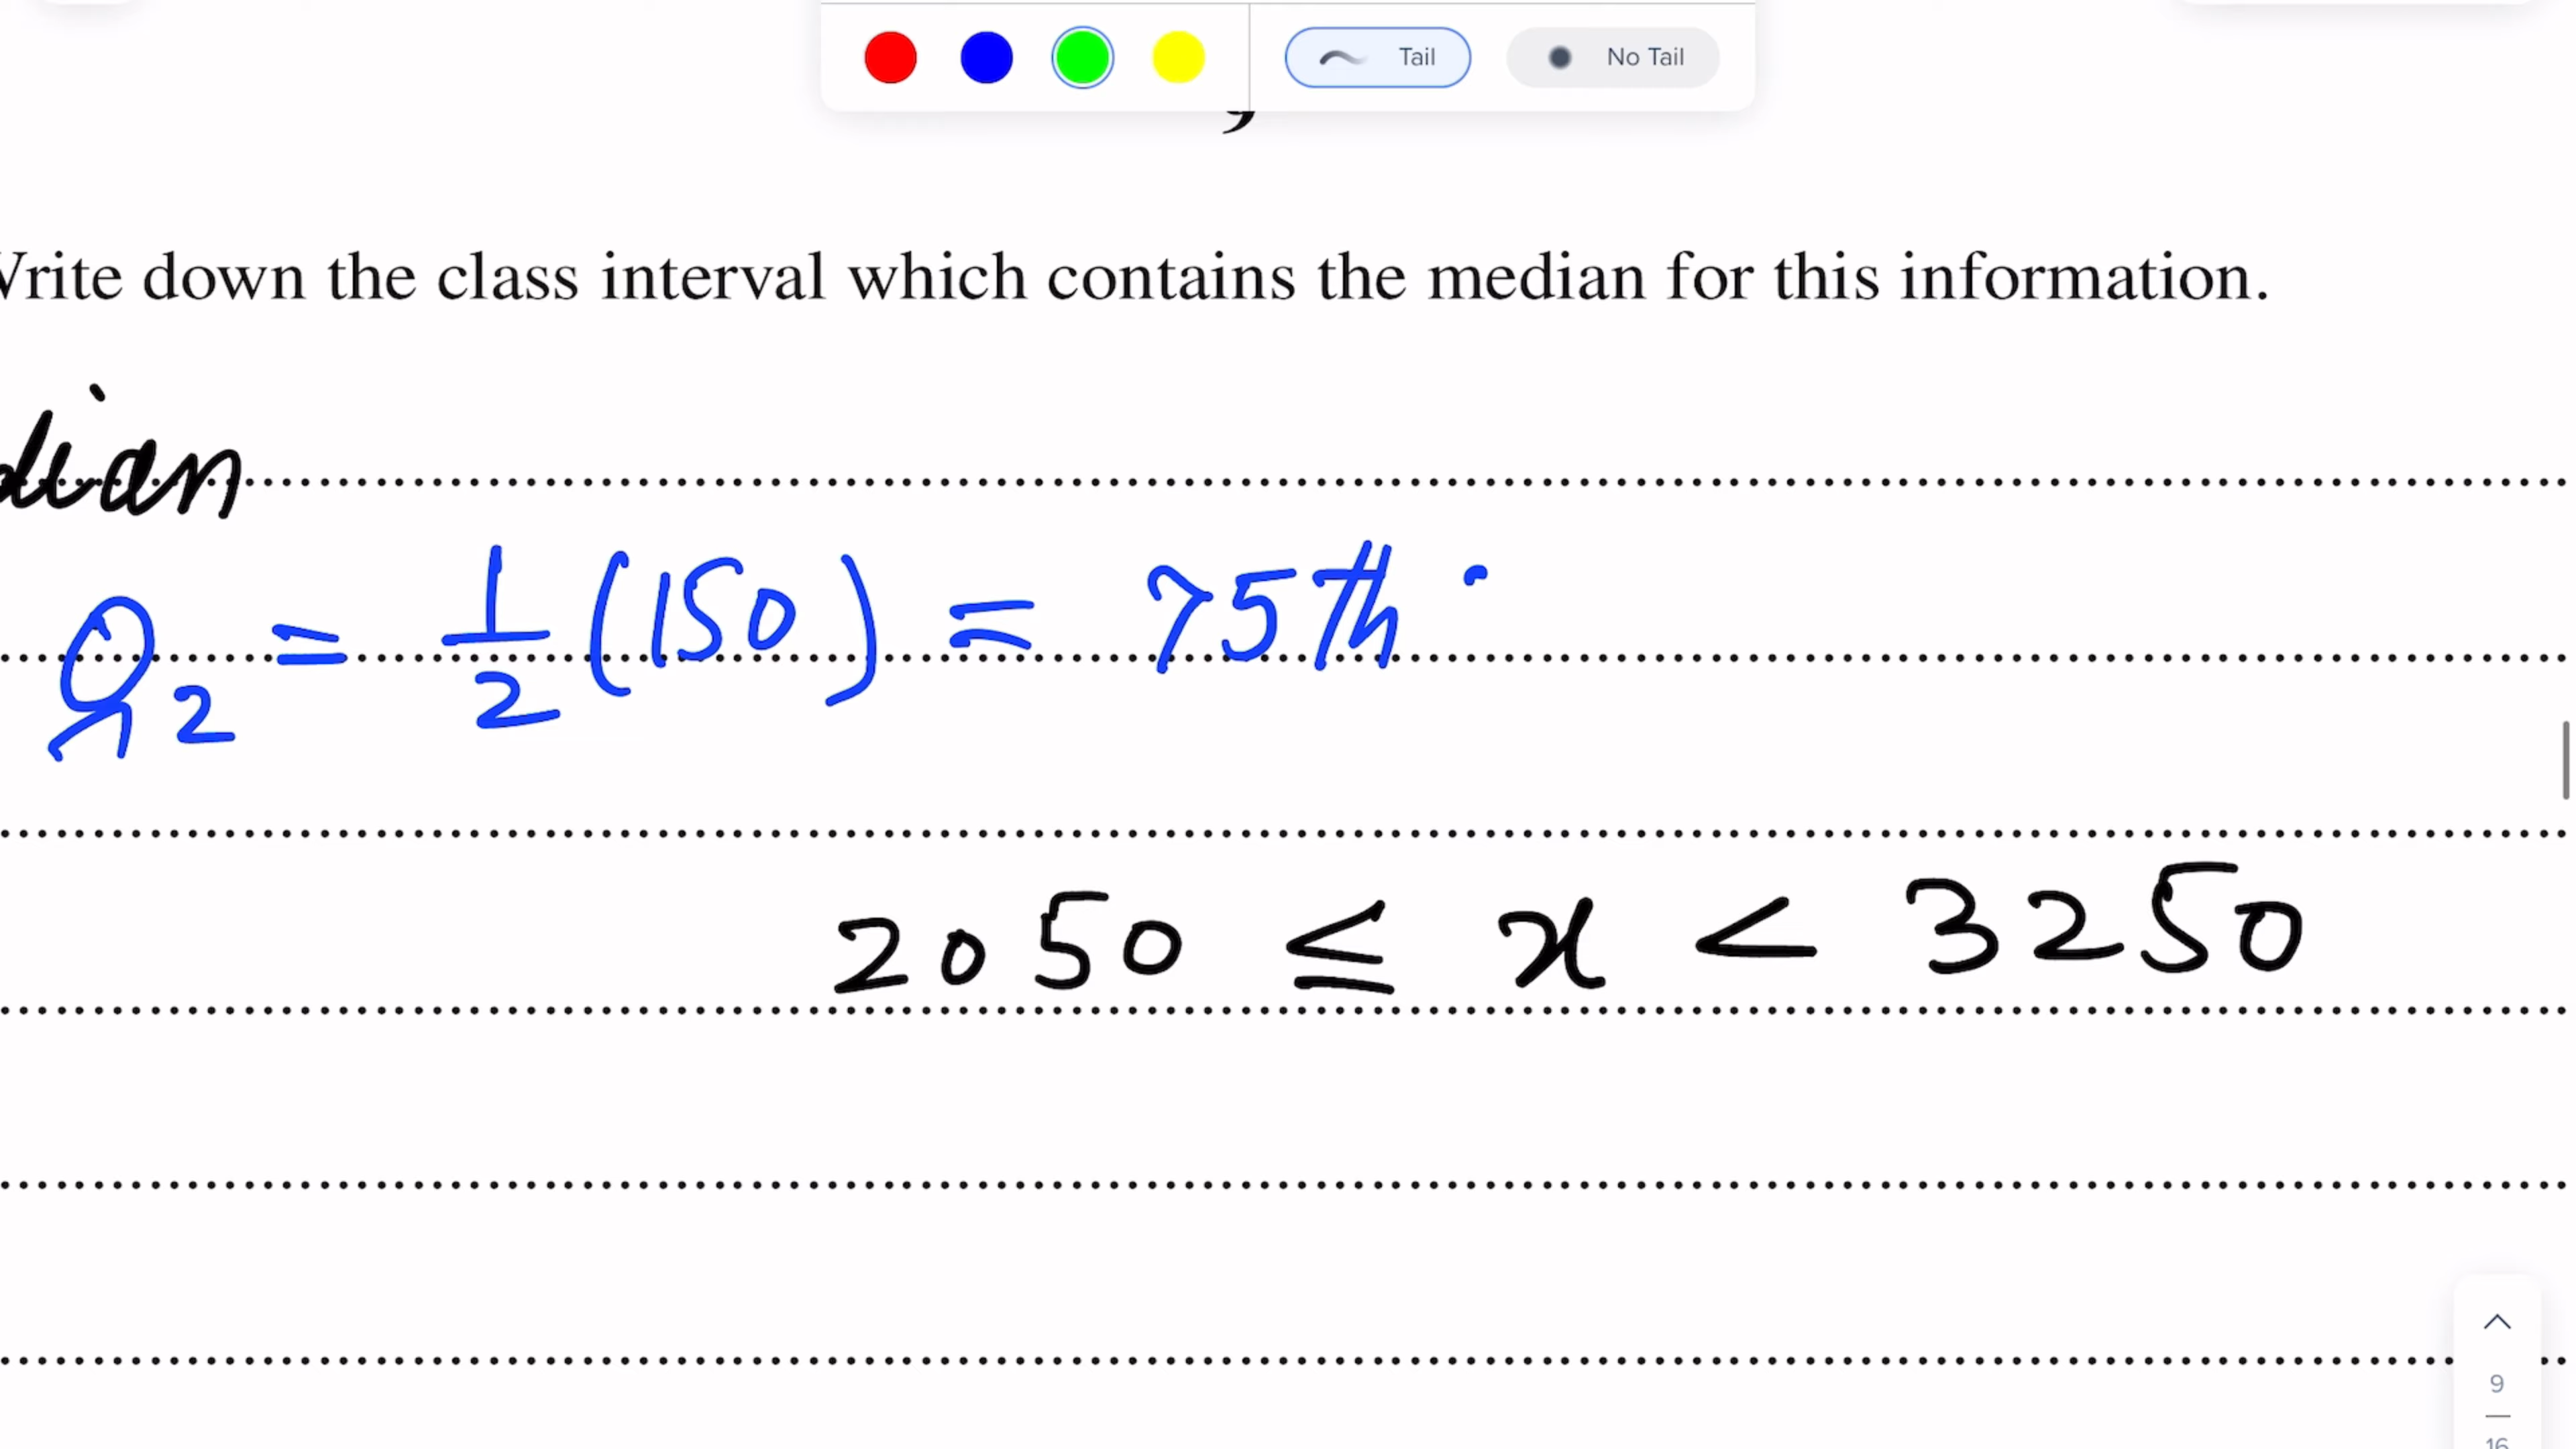 Tail No Tail
Write down the class interval which contains the median for this information.
dian
Q2 = 1/2 (150) = 75th
2050 ≤ x < 3250
9
16